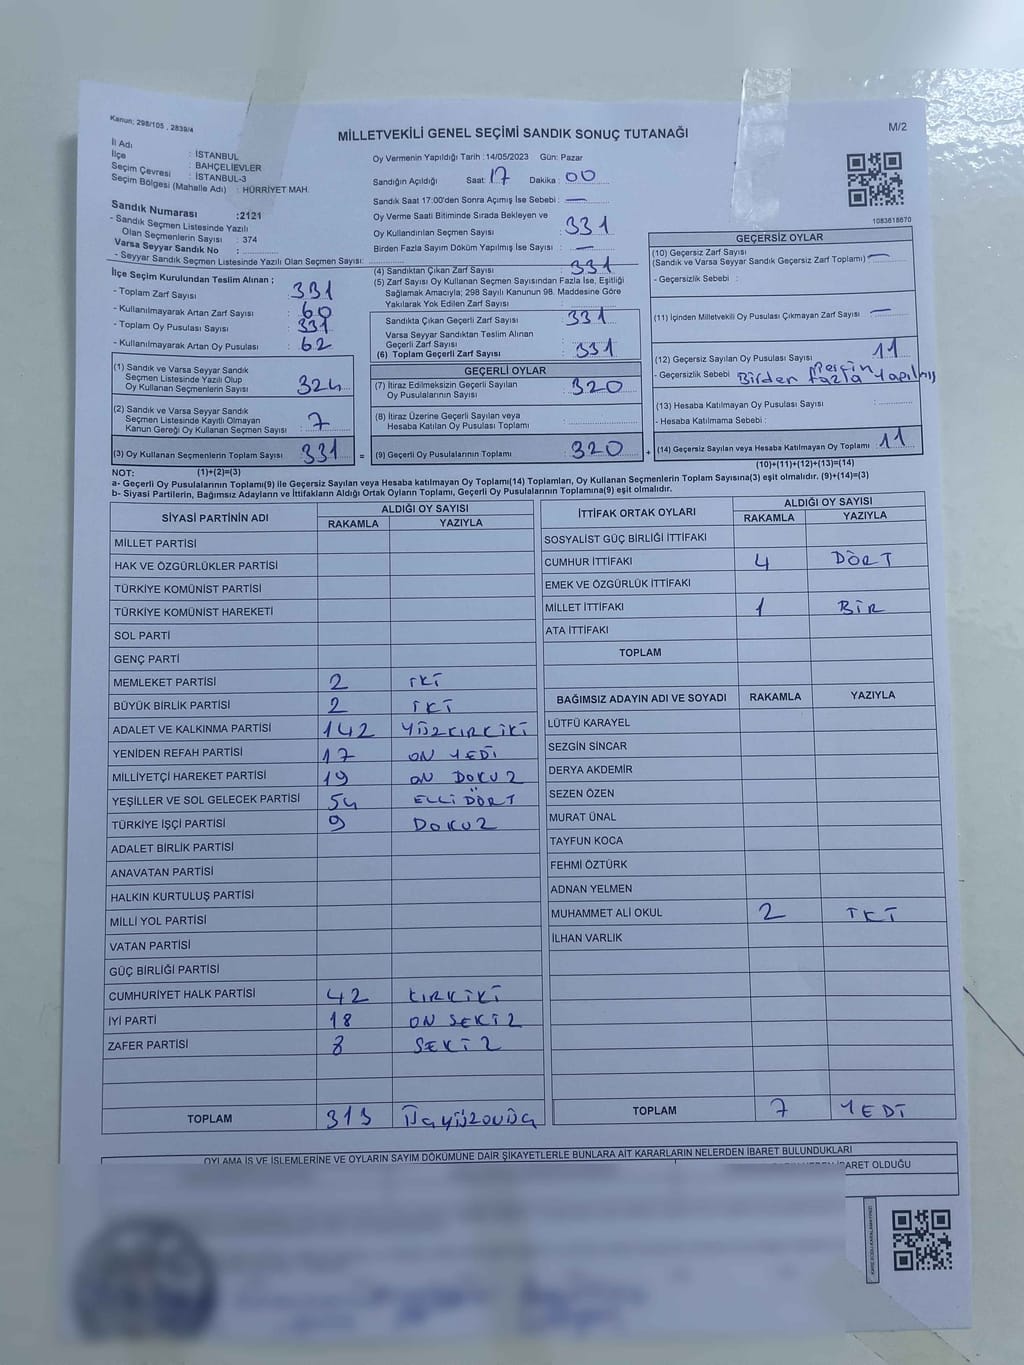 Kanun; 298/105 , 2839/4
M/2
MİLLETVEKİLİ GENEL SEÇİMİ SANDIK SONUÇ TUTANAĞI
İl Adı : İSTANBUL
İlçe : BAHÇELİEVLER
Seçim Çevresi : İSTANBUL-3
Seçim Bölgesi (Mahalle Adı) : HÜRRİYET MAH.
Sandık Numarası :2121
- Sandık Seçmen Listesinde Yazılı
Olan Seçmenlerin Sayısı : 374
Varsa Seyyar Sandık No :
- Seyyar Sandık Seçmen Listesinde Yazılı Olan Seçmen Sayısı:
Oy Vermenin Yapıldığı Tarih :14/05/2023 Gün: Pazar
Sandığın Açıldığı Saat: 17 Dakika : 00
Sandık Saat 17:00'den Sonra Açımış İse Sebebi : —
Oy Verme Saati Bitiminde Sırada Bekleyen ve
Oy Kullandırılan Seçmen Sayısı : 331
Birden Fazla Sayım Döküm Yapılmış İse Sayısı : —
1083618670
İlçe Seçim Kurulundan Teslim Alınan ;
- Toplam Zarf Sayısı : 331
- Kullanılmayarak Artan Zarf Sayısı : 60
- Toplam Oy Pusulası Sayısı : 331
- Kullanılmayarak Artan Oy Pusulası : 62
(1) Sandık ve Varsa Seyyar Sandık
Seçmen Listesinde Yazılı Olup
Oy Kullanan Seçmenlerin Sayısı : 324
(2) Sandık ve Varsa Seyyar Sandık
Seçmen Listesinde Kayıtlı Olmayan
Kanun Gereği Oy Kullanan Seçmen Sayısı : 7
(3) Oy Kullanan Seçmenlerin Toplam Sayısı : 331 =
(4) Sandıktan Çıkan Zarf Sayısı : 331
(5) Zarf Sayısı Oy Kullanan Seçmen Sayısından Fazla İse, Eşitliği
Sağlamak Amacıyla; 298 Sayılı Kanunun 98. Maddesine Göre
Yakılarak Yok Edilen Zarf Sayısı :
Sandıkta Çıkan Geçerli Zarf Sayısı : 331
Varsa Seyyar Sandıktan Teslim Alınan
Geçerli Zarf Sayısı :
(6) Toplam Geçerli Zarf Sayısı : 331
GEÇERLİ OYLAR
(7) İtiraz Edilmeksizin Geçerli Sayılan
Oy Pusulalarının Sayısı : 320
(8) İtiraz Üzerine Geçerli Sayılan veya
Hesaba Katılan Oy Pusulası Toplamı :
(9) Geçerli Oy Pusulalarının Toplamı : 320 +
GEÇERSİZ OYLAR
(10) Geçersiz Zarf Sayısı
(Sandık ve Varsa Seyyar Sandık Geçersiz Zarf Toplamı) : —
- Geçersizlik Sebebi :
(11) İçinden Milletvekili Oy Pusulası Çıkmayan Zarf Sayısı : —
(12) Geçersiz Sayılan Oy Pusulası Sayısı : 11
- Geçersizlik Sebebi : Birden Fazla Yapılmış
(13) Hesaba Katılmayan Oy Pusulası Sayısı :
- Hesaba Katılmama Sebebi :
(14) Geçersiz Sayılan veya Hesaba Katılmayan Oy Toplamı : 11
NOT: (1)+(2)=(3) (10)+(11)+(12)+(13)=(14)
a- Geçerli Oy Pusulalarının Toplamı(9) ile Geçersiz Sayılan veya Hesaba Katılmayan Oy Toplamı(14) Toplamları, Oy Kullanan Seçmenlerin Toplam Sayısına(3) eşit olmalıdır. (9)+(14)=(3)
b- Siyasi Partilerin, Bağımsız Adayların ve İttifakların Aldığı Ortak Oyların Toplamı, Geçerli Oy Pusulalarının Toplamına(9) eşit olmalıdır.
SİYASİ PARTİNİN ADI ALDIĞI OY SAYISI
RAKAMLA YAZIYLA
MİLLET PARTİSİ
HAK VE ÖZGÜRLÜKLER PARTİSİ
TÜRKİYE KOMÜNİST PARTİSİ
TÜRKİYE KOMÜNİST HAREKETİ
SOL PARTİ
GENÇ PARTİ
MEMLEKET PARTİSİ 2 İKİ
BÜYÜK BİRLİK PARTİSİ 2 İKİ
ADALET VE KALKINMA PARTİSİ 142 YÜZKIRKİKİ
YENİDEN REFAH PARTİSİ 17 ON YEDİ
MİLLİYETÇİ HAREKET PARTİSİ 19 ON DOKUZ
YEŞİLLER VE SOL GELECEK PARTİSİ 54 ELLİ DÖRT
TÜRKİYE İŞÇİ PARTİSİ 9 DOKUZ
ADALET BİRLİK PARTİSİ
ANAVATAN PARTİSİ
HALKIN KURTULUŞ PARTİSİ
MİLLİ YOL PARTİSİ
VATAN PARTİSİ
GÜÇ BİRLİĞİ PARTİSİ
CUMHURİYET HALK PARTİSİ 42 KIRKİKİ
İYİ PARTİ 18 ON SEKİZ
ZAFER PARTİSİ 8 SEKİZ
TOPLAM 313 ÜçYÜZONÜç
İTTİFAK ORTAK OYLARI ALDIĞI OY SAYISI
RAKAMLA YAZIYLA
SOSYALİST GÜÇ BİRLİĞİ İTTİFAKI
CUMHUR İTTİFAKI 4 DÖRT
EMEK VE ÖZGÜRLÜK İTTİFAKI
MİLLET İTTİFAKI 1 BİR
ATA İTTİFAKI
TOPLAM
BAĞIMSIZ ADAYIN ADI VE SOYADI RAKAMLA YAZIYLA
LÜTFÜ KARAYEL
SEZGİN SİNCAR
DERYA AKDEMİR
SEZEN ÖZEN
MURAT ÜNAL
TAYFUN KOCA
FEHMİ ÖZTÜRK
ADNAN YELMEN
MUHAMMET ALİ OKUL 2 İKİ
İLHAN VARLIK
TOPLAM 7 YEDİ
OYLAMA İŞ VE İŞLEMLERİNE VE OYLARIN SAYIM DÖKÜMÜNE DAİR ŞİKAYETLERLE BUNLARA AİT KARARLARIN NELERDEN İBARET BULUNDUKLARI
İBARET OLDUĞU